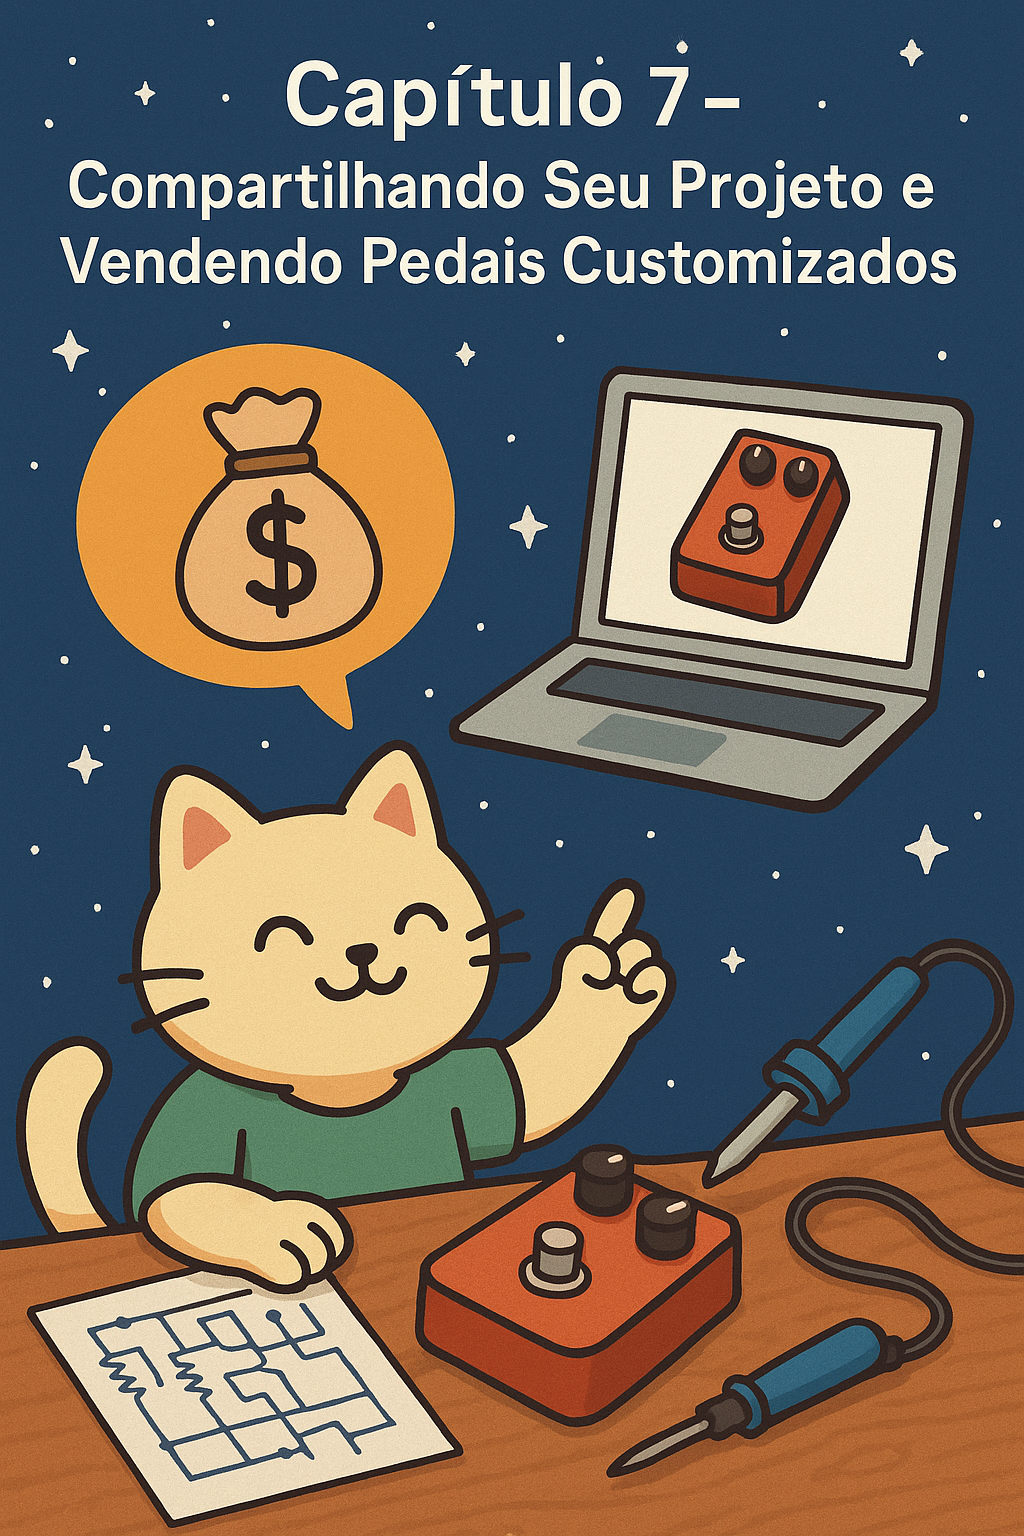 Capítulo 7–
Compartilhando Seu Projeto e
Vendendo Pedais Customizados
$